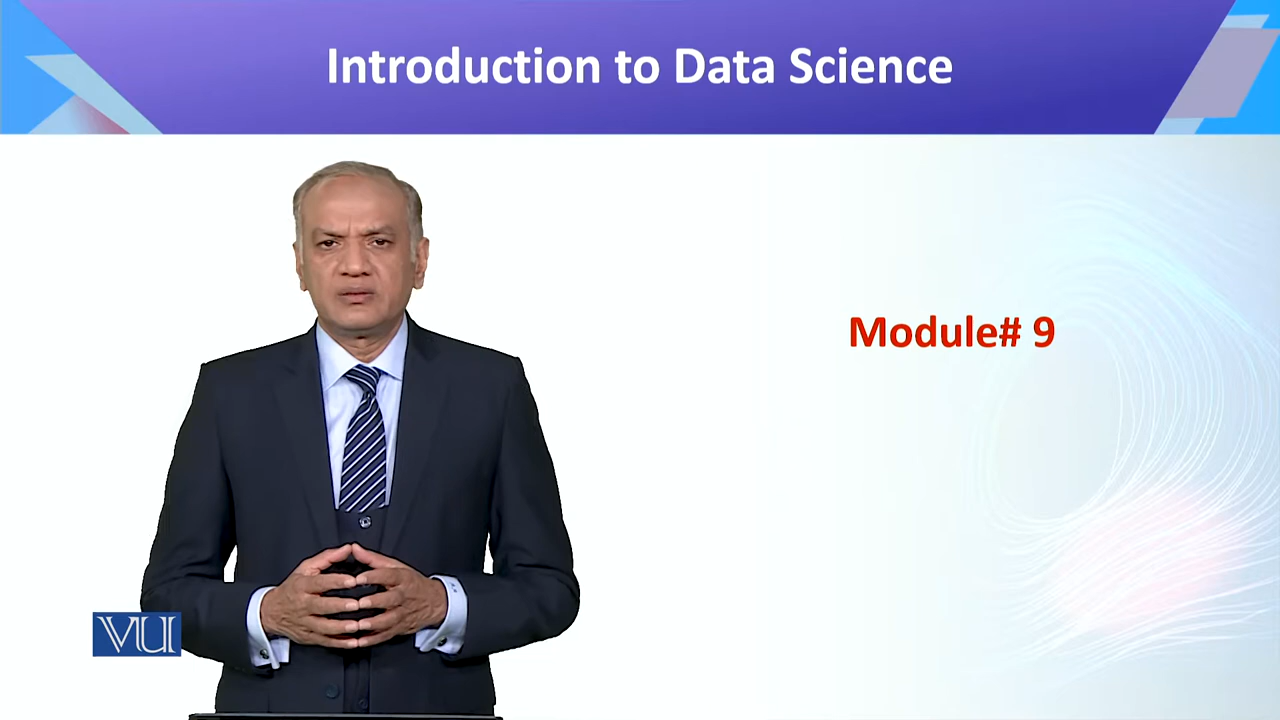 Introduction to Data Science
Module# 9
VU